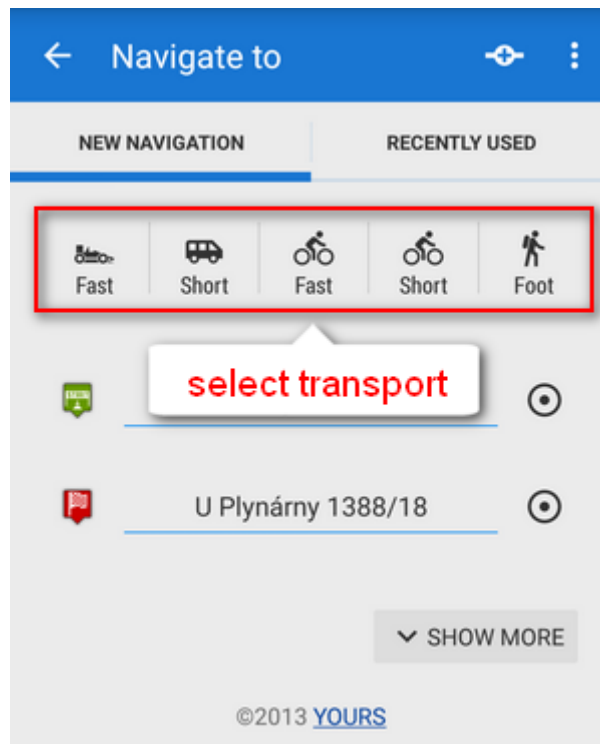 Navigate to
NEW NAVIGATION RECENTLY USED
Fast Short Fast Short Foot
select transport
U Plynárny 1388/18
SHOW MORE
©2013 YOURS